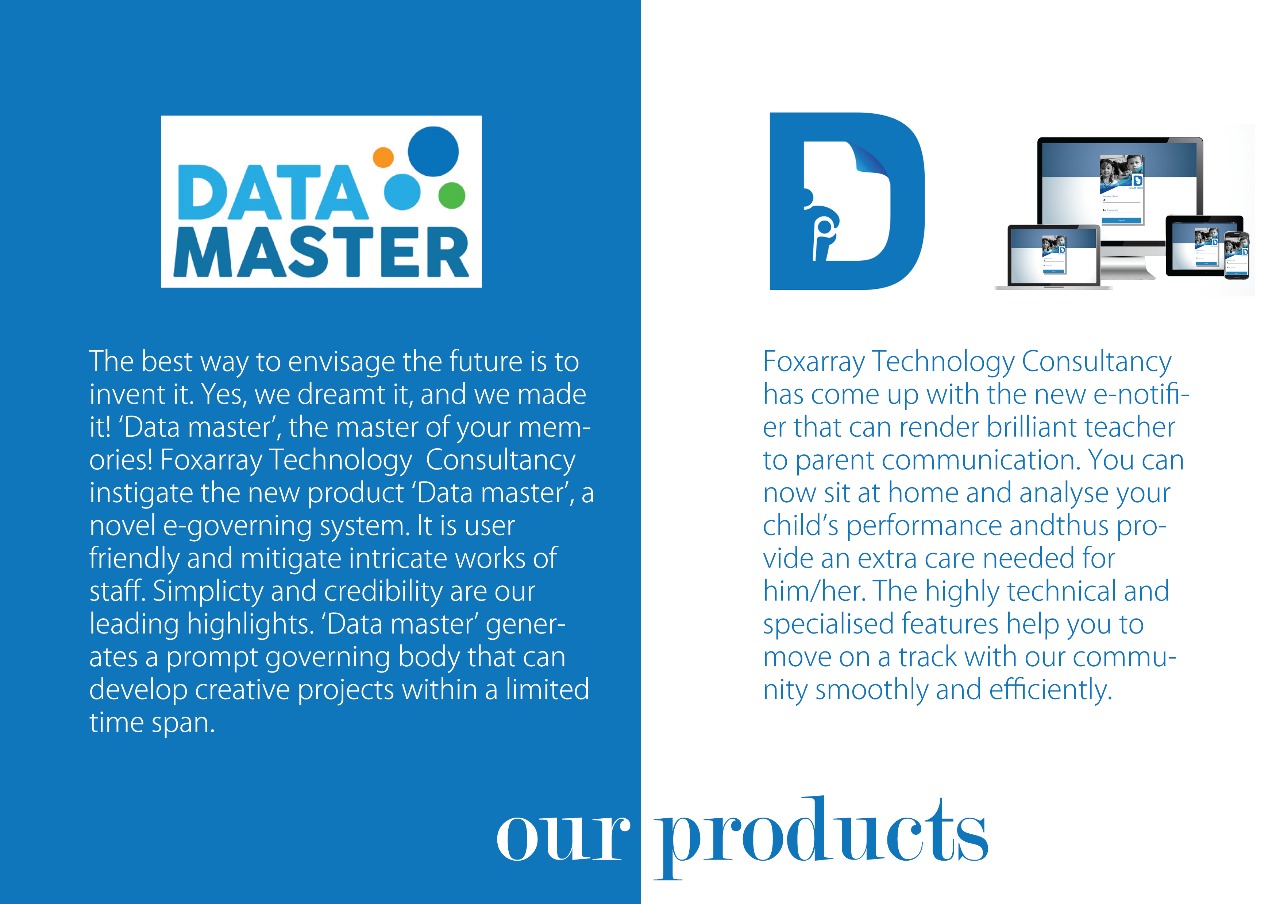 DATA
MASTER
The best way to envisage the future is to
invent it. Yes, we dreamt it, and we made
it! ‘Data master’, the master of your mem-
ories! Foxarray Technology  Consultancy
instigate the new product ‘Data master’, a
novel e-governing system. It is user
friendly and mitigate intricate works of
staff. Simplicty and credibility are our
leading highlights. ‘Data master’ gener-
ates a prompt governing body that can
develop creative projects within a limited
time span.
D
Foxarray Technology Consultancy
has come up with the new e-notifi-
er that can render brilliant teacher
to parent communication. You can
now sit at home and analyse your
child’s performance andthus pro-
vide an extra care needed for
him/her. The highly technical and
specialised features help you to
move on a track with our commu-
nity smoothly and efficiently.
our products